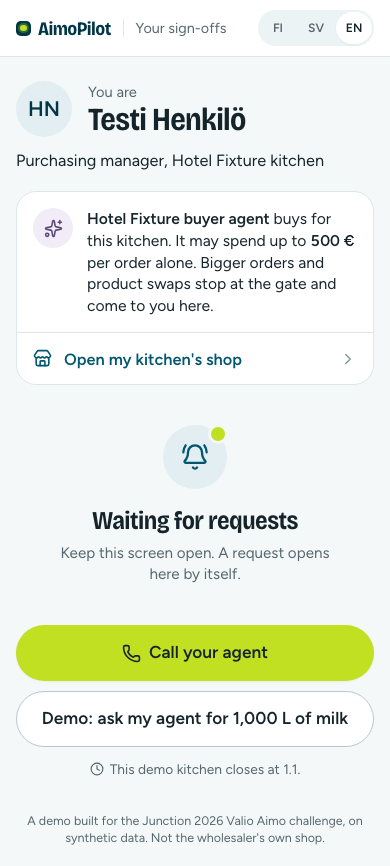 AimoPilot
Your sign-offs
FI SV EN
HN
You are
Testi Henkilö
Purchasing manager, Hotel Fixture kitchen
Hotel Fixture buyer agent buys for
this kitchen. It may spend up to 500 €
per order alone. Bigger orders and
product swaps stop at the gate and
come to you here.
Open my kitchen's shop
Waiting for requests
Keep this screen open. A request opens
here by itself.
Call your agent
Demo: ask my agent for 1,000 L of milk
This demo kitchen closes at 1.1.
A demo built for the Junction 2026 Valio Aimo challenge, on
synthetic data. Not the wholesaler's own shop.